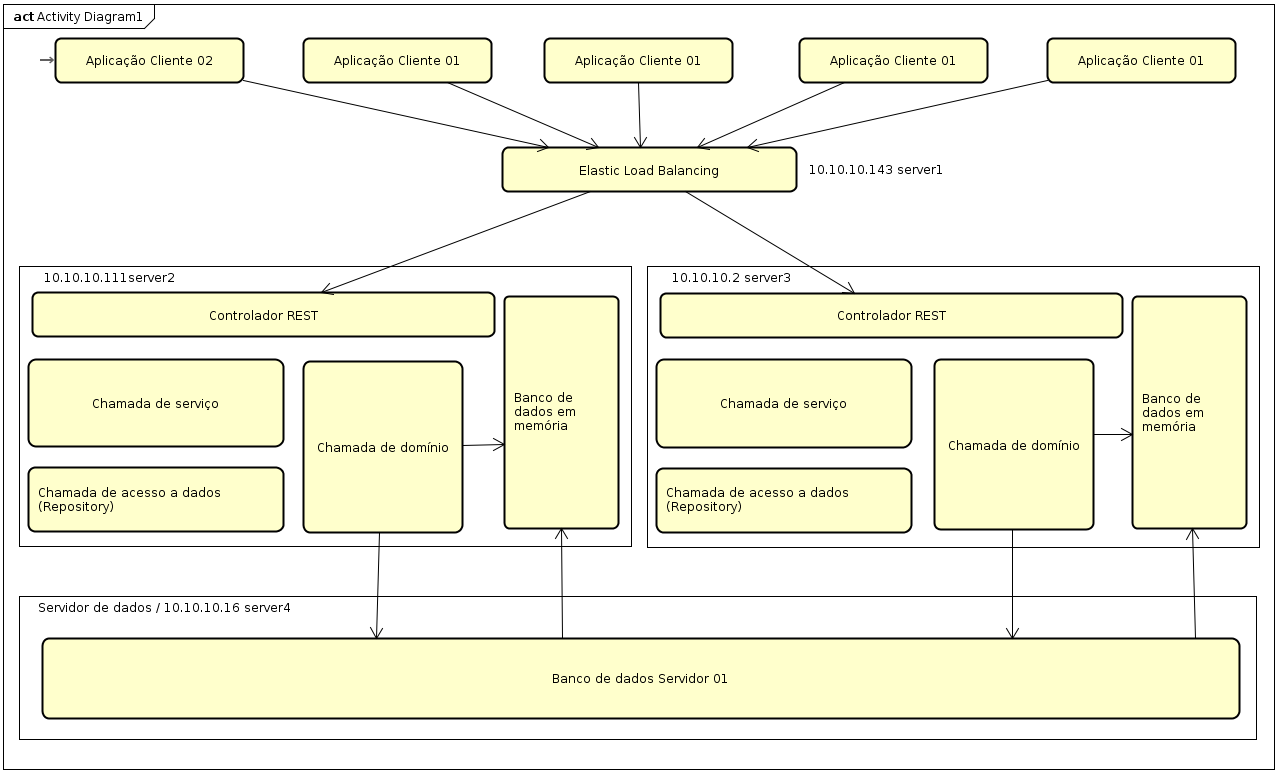 act Activity Diagram1
Aplicação Cliente 02
Aplicação Cliente 01
Aplicação Cliente 01
Aplicação Cliente 01
Aplicação Cliente 01
Elastic Load Balancing
10.10.10.143 server1
10.10.10.111server2
Controlador REST
Chamada de serviço
Chamada de domínio
Banco de
dados em
memória
Chamada de acesso a dados
(Repository)
10.10.10.2 server3
Controlador REST
Chamada de serviço
Chamada de domínio
Banco de
dados em
memória
Chamada de acesso a dados
(Repository)
Servidor de dados / 10.10.10.16 server4
Banco de dados Servidor 01